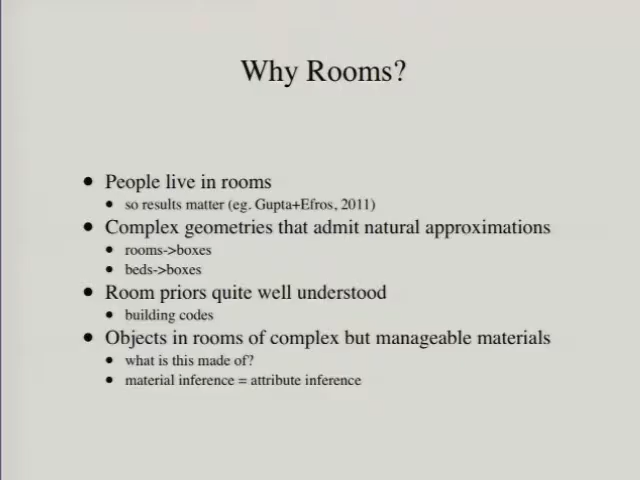 Why Rooms?
• People live in rooms
• so results matter (eg. Gupta+Efros, 2011)
• Complex geometries that admit natural approximations
• rooms->boxes
• beds->boxes
• Room priors quite well understood
• building codes
• Objects in rooms of complex but manageable materials
• what is this made of?
• material inference = attribute inference